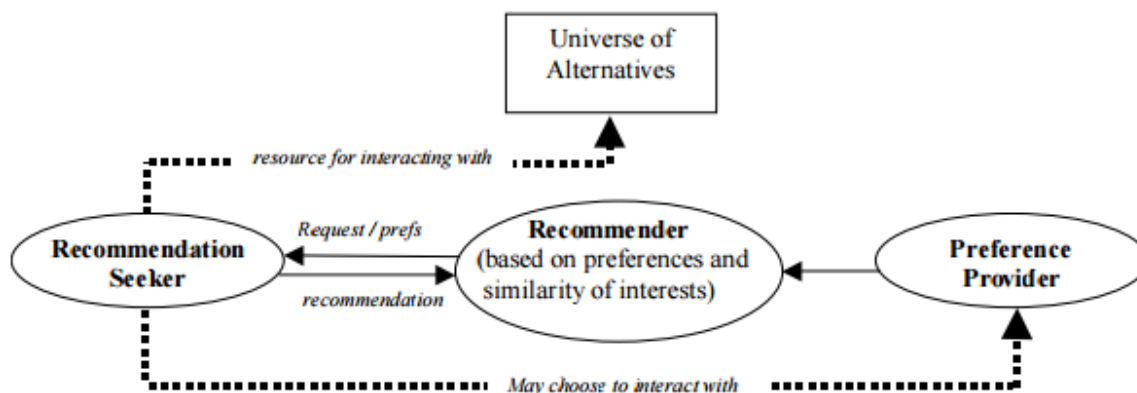 Universe of
Alternatives
resource for interacting with
Request / prefs
recommendation
Recommendation
Seeker
Recommender
(based on preferences and
similarity of interests)
Preference
Provider
May choose to interact with